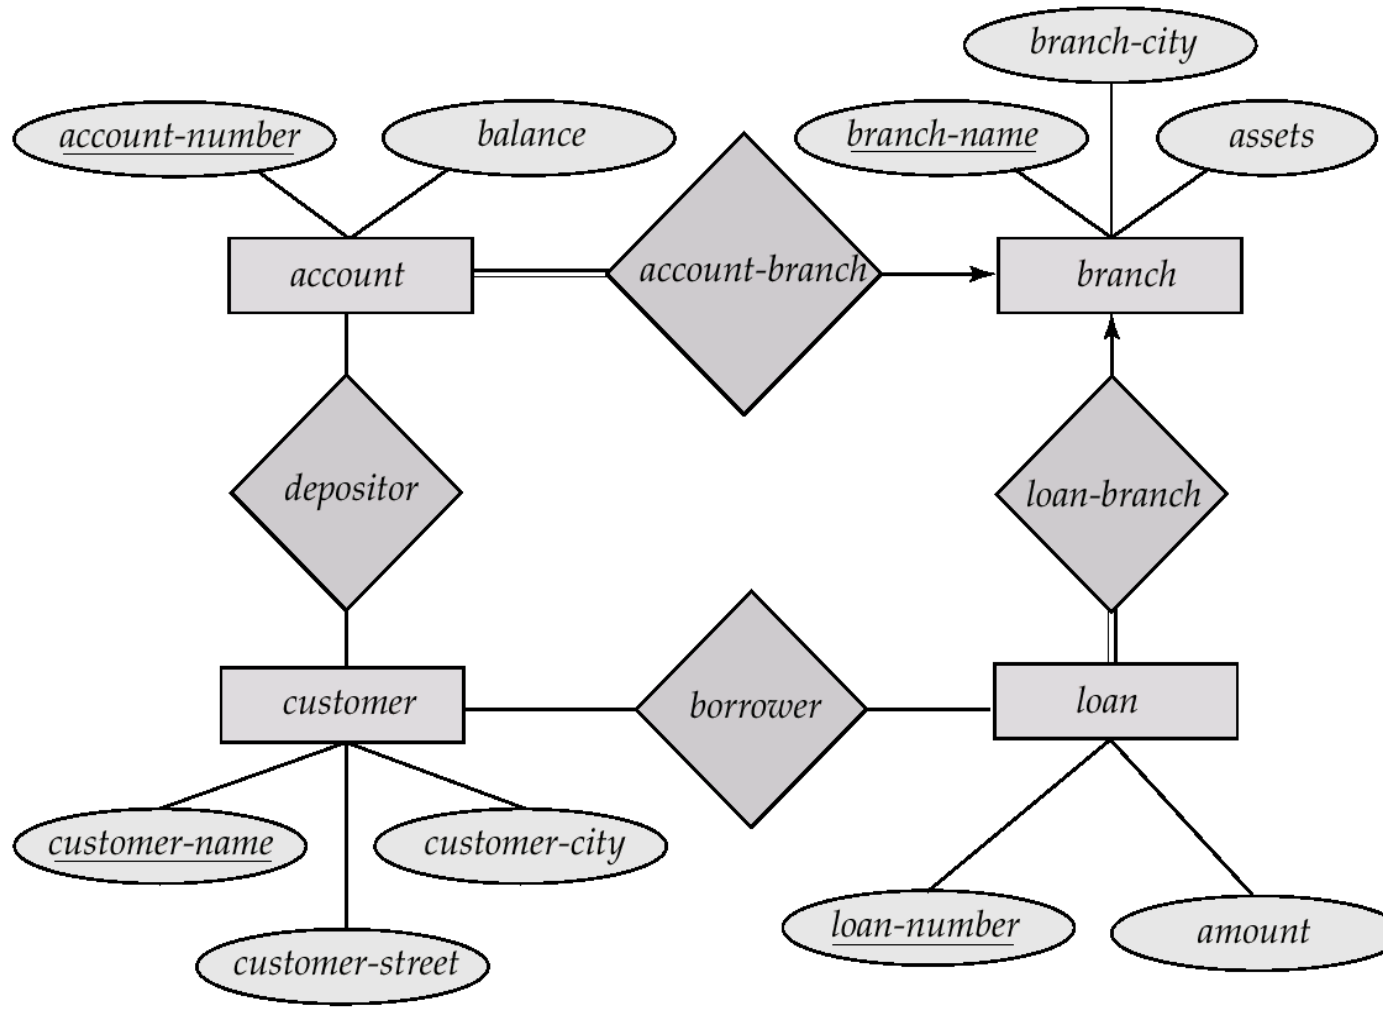 branch-city
account-number
balance
branch-name
assets
account
account-branch
branch
depositor
loan-branch
customer
borrower
loan
customer-name
customer-city
loan-number
amount
customer-street